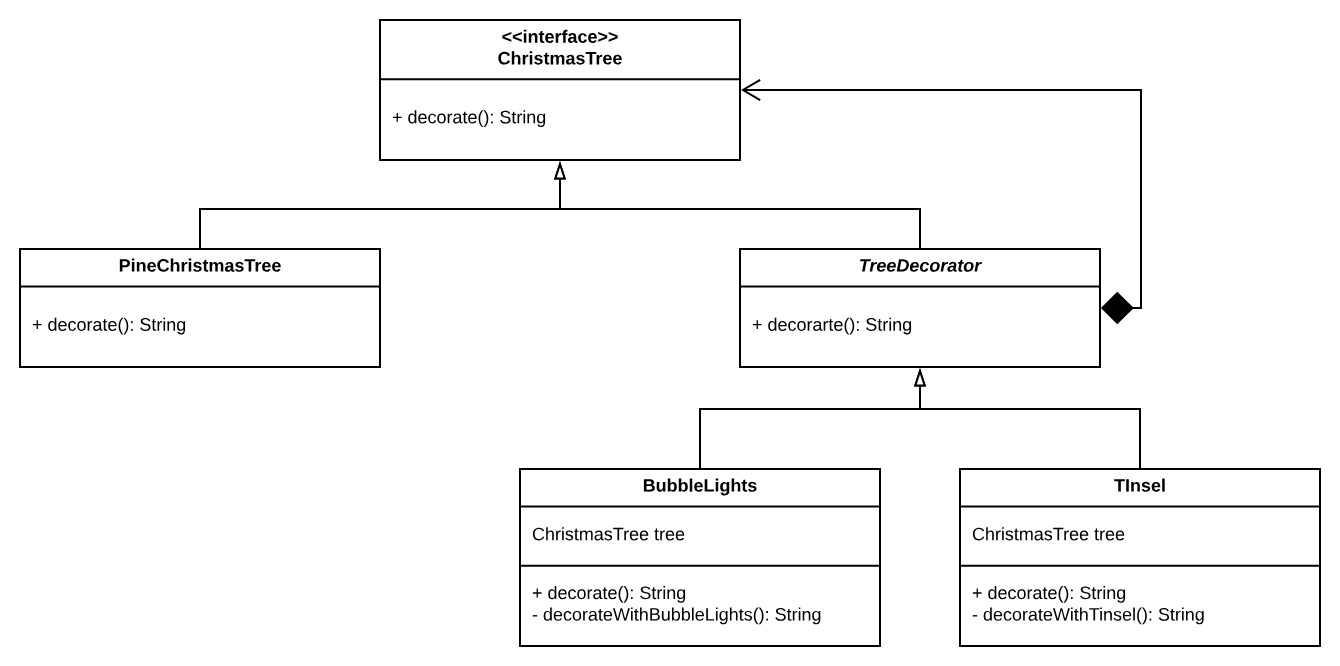 <<interface>>
ChristmasTree
+ decorate(): String
PineChristmasTree
+ decorate(): String
TreeDecorator
+ decorarte(): String
BubbleLights
ChristmasTree tree
+ decorate(): String
- decorateWithBubbleLights(): String
TInsel
ChristmasTree tree
+ decorate(): String
- decorateWithTinsel(): String